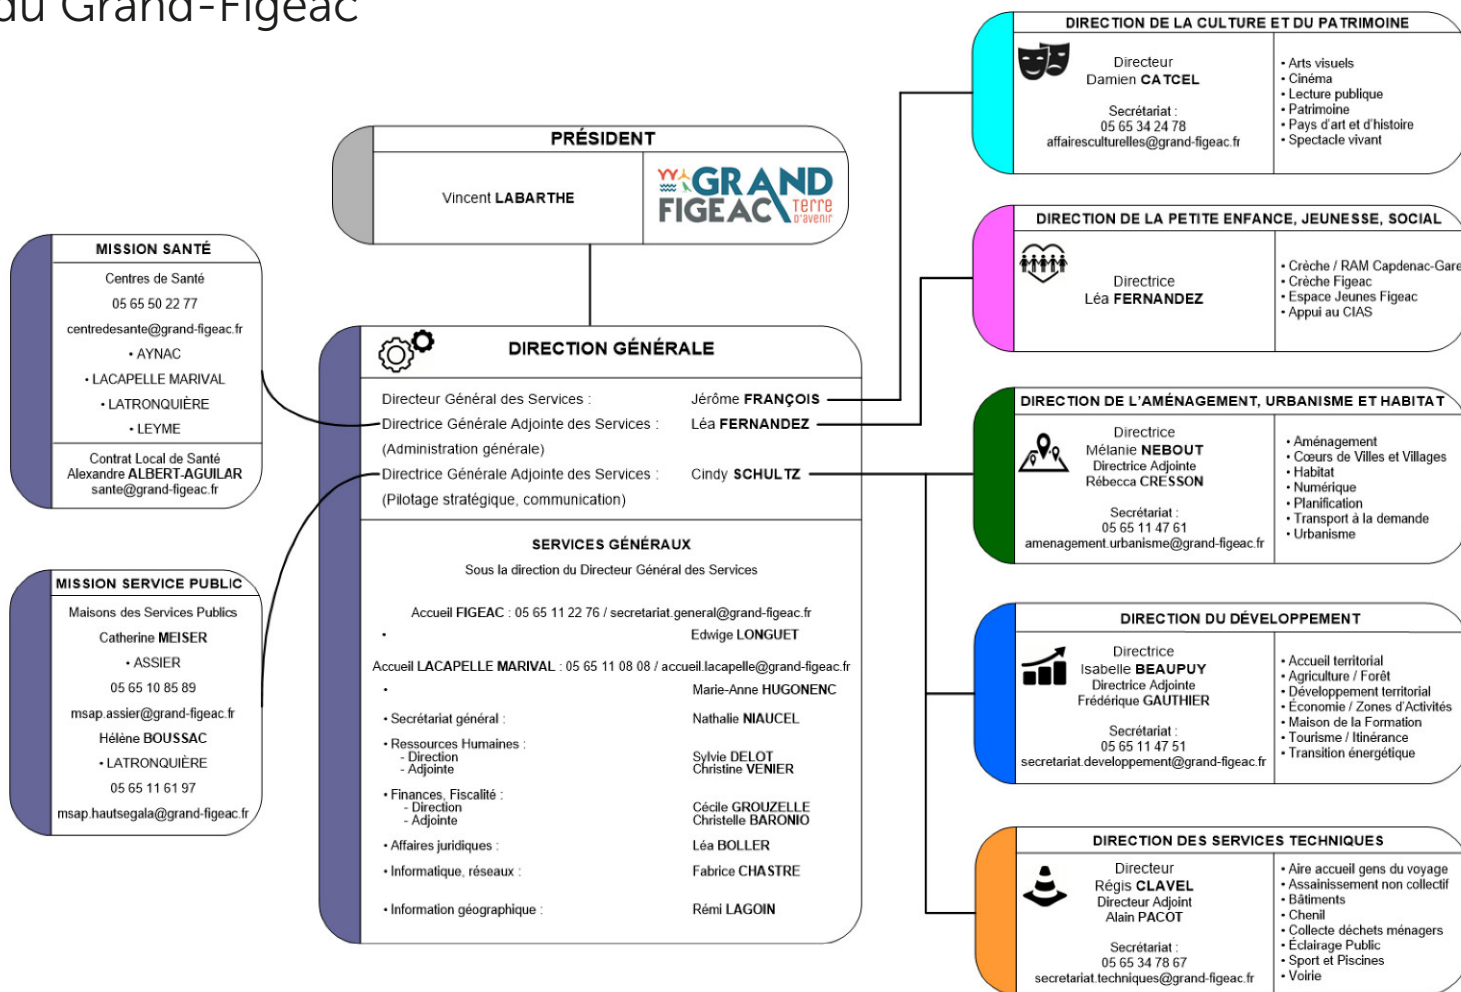 du Grand-Figeac
PRÉSIDENT
Vincent LABARTHE
GRAND
FIGEAC
Terre
d'avenir
MISSION SANTÉ
Centres de Santé
05 65 50 22 77
centredesante@grand-figeac.fr
• AYNAC
• LACAPELLE MARIVAL
• LATRONQUIÈRE
• LEYME
Contrat Local de Santé
Alexandre ALBERT-AGUILAR
sante@grand-figeac.fr
MISSION SERVICE PUBLIC
Maisons des Services Publics
Catherine MEISER
• ASSIER
05 65 10 85 89
msap.assier@grand-figeac.fr
Hélène BOUSSAC
• LATRONQUIÈRE
05 65 11 61 97
msap.hautsegala@grand-figeac.fr
DIRECTION GÉNÉRALE
Directeur Général des Services : Jérôme FRANÇOIS
Directrice Générale Adjointe des Services : Léa FERNANDEZ
(Administration générale)
Directrice Générale Adjointe des Services : Cindy SCHULTZ
(Pilotage stratégique, communication)
SERVICES GÉNÉRAUX
Sous la direction du Directeur Général des Services
Accueil FIGEAC : 05 65 11 22 76 / secretariat.general@grand-figeac.fr
• Edwige LONGUET
Accueil LACAPELLE MARIVAL : 05 65 11 08 08 / accueil.lacapelle@grand-figeac.fr
• Marie-Anne HUGONENC
• Secrétariat général : Nathalie NIAUCEL
• Ressources Humaines :
- Direction Sylvie DELOT
- Adjointe Christine VENIER
• Finances, Fiscalité :
- Direction Cécile GROUZELLE
- Adjointe Christelle BARONIO
• Affaires juridiques : Léa BOLLER
• Informatique, réseaux : Fabrice CHASTRE
• Information géographique : Rémi LAGOIN
DIRECTION DE LA CULTURE ET DU PATRIMOINE
Directeur
Damien CATCEL
Secrétariat :
05 65 34 24 78
affairesculturelles@grand-figeac.fr
• Arts visuels
• Cinéma
• Lecture publique
• Patrimoine
• Pays d'art et d'histoire
• Spectacle vivant
DIRECTION DE LA PETITE ENFANCE, JEUNESSE, SOCIAL
Directrice
Léa FERNANDEZ
• Crèche / RAM Capdenac-Gare
• Crèche Figeac
• Espace Jeunes Figeac
• Appui au CIAS
DIRECTION DE L'AMÉNAGEMENT, URBANISME ET HABITAT
Directrice
Mélanie NEBOUT
Directrice Adjointe
Rébecca CRESSON
Secrétariat :
05 65 11 47 61
amenagement.urbanisme@grand-figeac.fr
• Aménagement
• Cœurs de Villes et Villages
• Habitat
• Numérique
• Planification
• Transport à la demande
• Urbanisme
DIRECTION DU DÉVELOPPEMENT
Directrice
Isabelle BEAUPUY
Directrice Adjointe
Frédérique GAUTHIER
Secrétariat :
05 65 11 47 51
secretariat.developpement@grand-figeac.fr
• Accueil territorial
• Agriculture / Forêt
• Développement territorial
• Économie / Zones d'Activités
• Maison de la Formation
• Tourisme / Itinérance
• Transition énergétique
DIRECTION DES SERVICES TECHNIQUES
Directeur
Régis CLAVEL
Directeur Adjoint
Alain PACOT
Secrétariat :
05 65 34 78 67
secretariat.techniques@grand-figeac.fr
• Aire accueil gens du voyage
• Assainissement non collectif
• Bâtiments
• Chenil
• Collecte déchets ménagers
• Éclairage Public
• Sport et Piscines
• Voirie